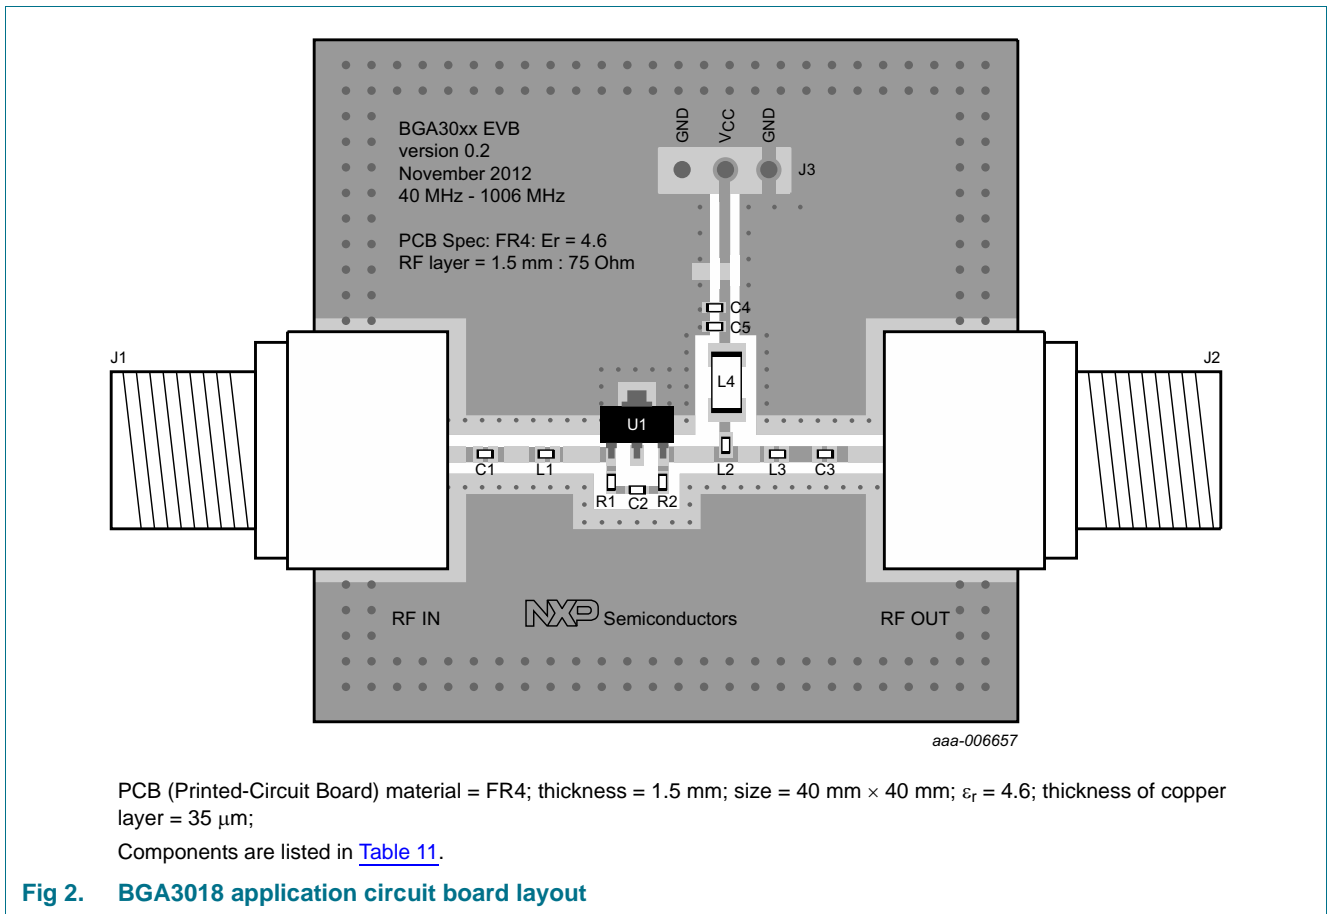 BGA30xx EVB
version 0.2
November 2012
40 MHz - 1006 MHz
PCB Spec: FR4: Er = 4.6
RF layer = 1.5 mm : 75 Ohm
GND
VCC
GND
J3
C4
C5
J1
J2
L4
U1
C1
L1
L2
L3
C3
R1
C2
R2
RF IN
NXP Semiconductors
RF OUT
aaa-006657
PCB (Printed-Circuit Board) material = FR4; thickness = 1.5 mm; size = 40 mm × 40 mm; εr = 4.6; thickness of copper
layer = 35 μm;
Components are listed in Table 11.
Fig 2. BGA3018 application circuit board layout